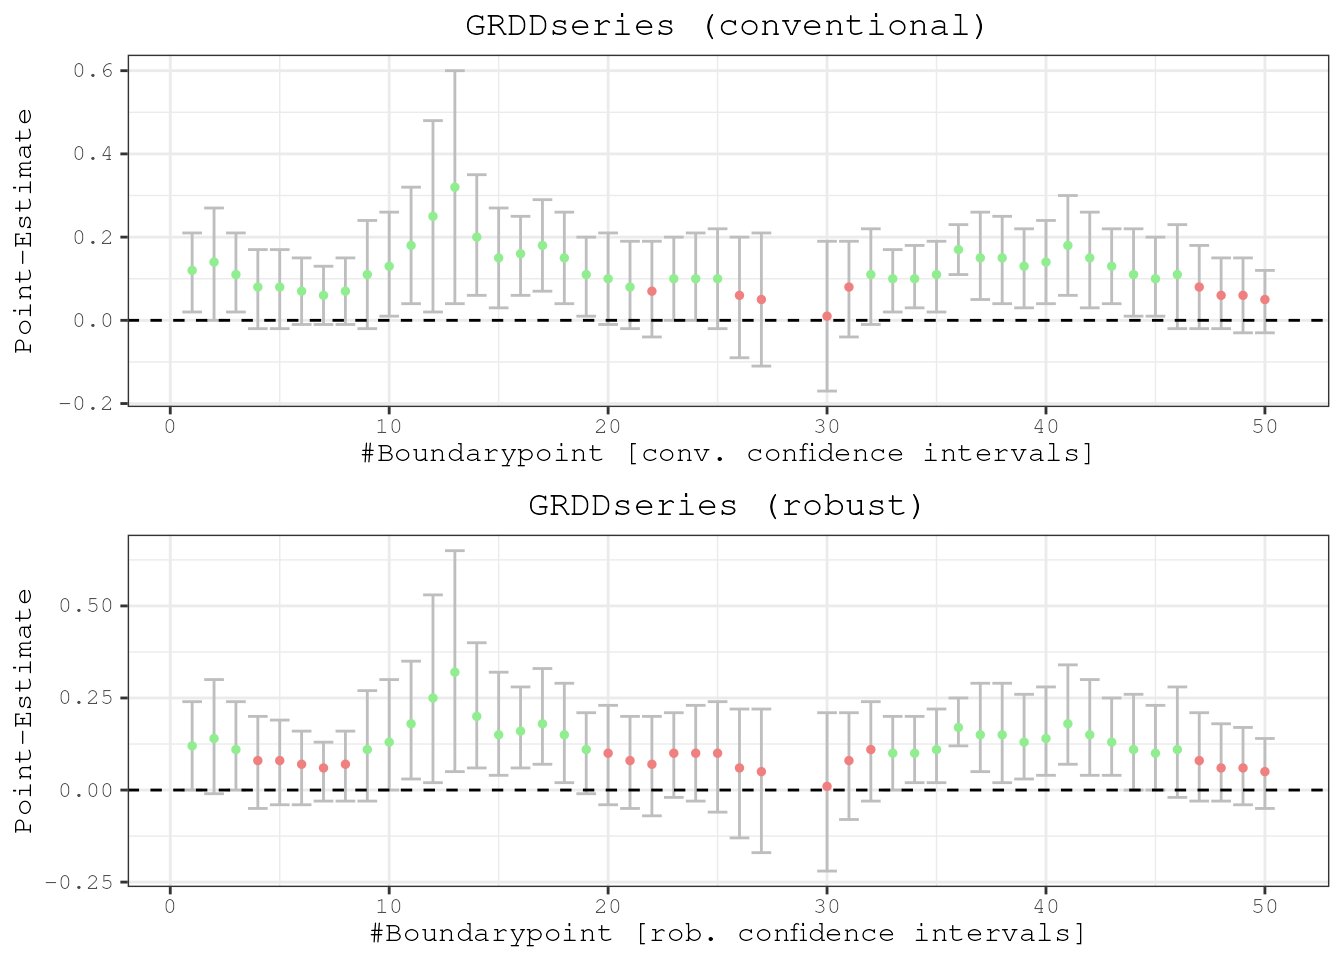 GRDDseries (conventional)
Point-Estimate
0.6
0.4
0.2
0.0
-0.2
0 10 20 30 40 50
#Boundarypoint [conv. confidence intervals]
GRDDseries (robust)
Point-Estimate
0.50
0.25
0.00
-0.25
0 10 20 30 40 50
#Boundarypoint [rob. confidence intervals]